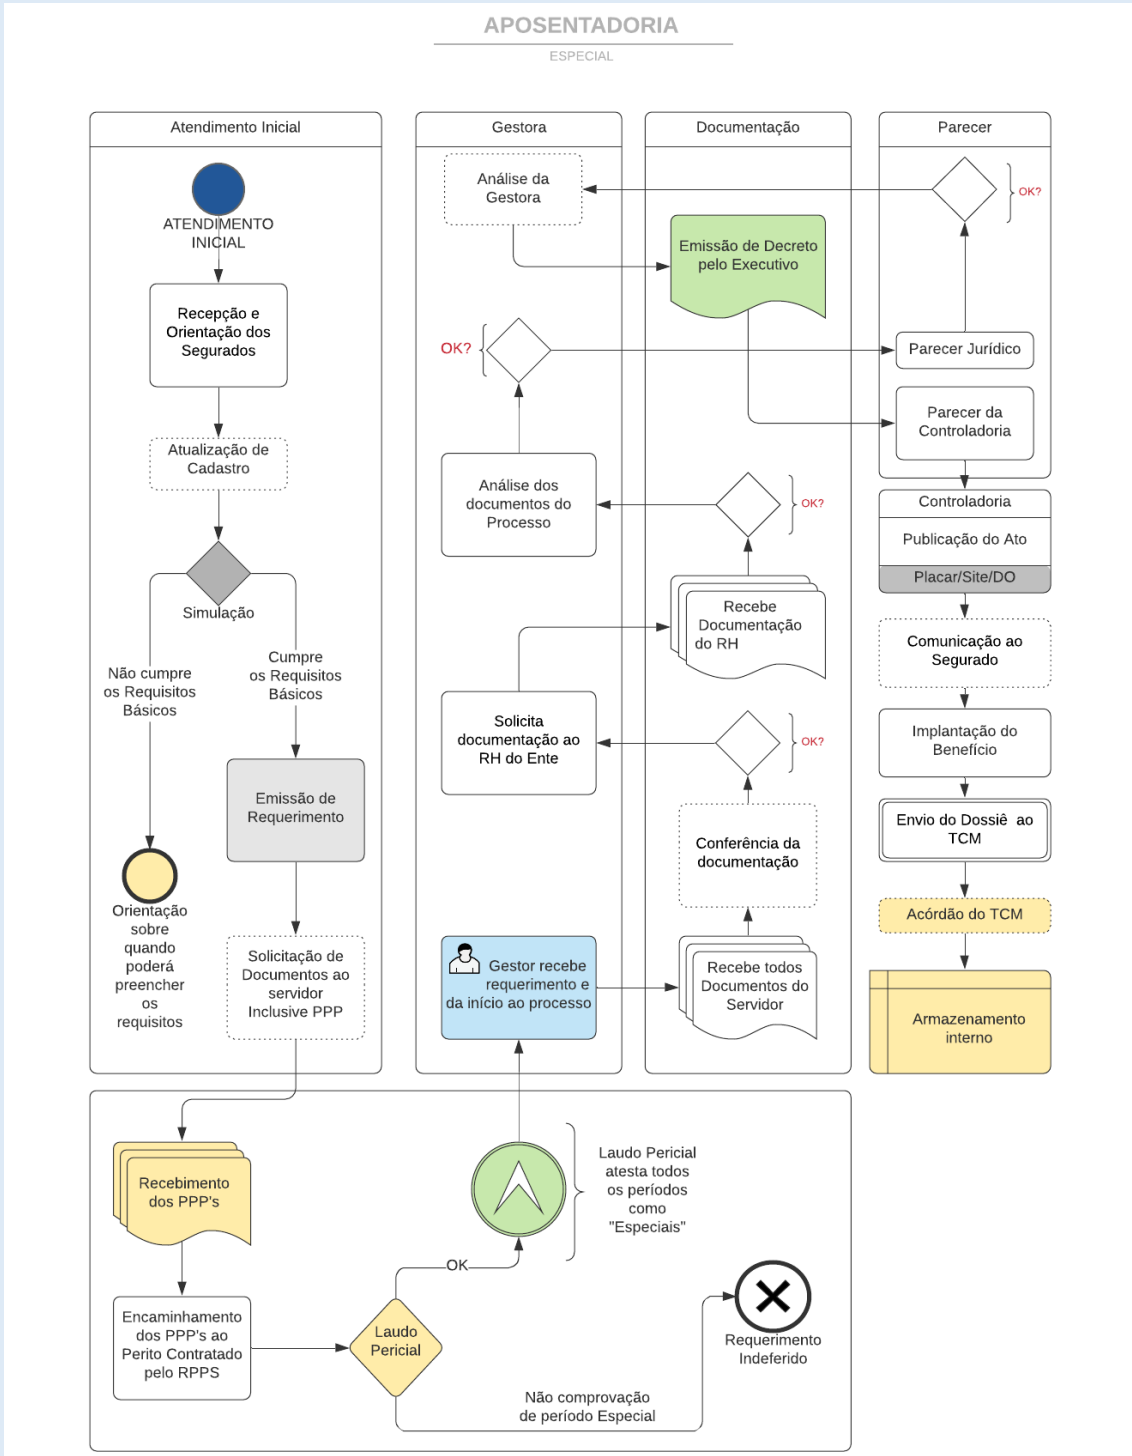 APOSENTADORIA
ESPECIAL
Atendimento Inicial
ATENDIMENTO
INICIAL
Recepção e
Orientação dos
Segurados
Atualização de
Cadastro
Simulação
Não cumpre
os Requisitos
Básicos
Cumpre
os Requisitos
Básicos
Emissão de
Requerimento
Orientação
sobre
quando
poderá
preencher
os
requisitos
Solicitação de
Documentos ao
servidor
Inclusive PPP
Gestora
Análise da
Gestora
OK?
Análise dos
documentos do
Processo
Solicita
documentação ao
RH do Ente
Gestor recebe
requerimento e
da início ao processo
Documentação
Emissão de Decreto
pelo Executivo
OK?
Recebe
Documentação
do RH
OK?
Conferência da
documentação
Recebe todos
Documentos do
Servidor
Parecer
OK?
Parecer Jurídico
Parecer da
Controladoria
Controladoria
Publicação do Ato
Placar/Site/DO
Comunicação ao
Segurado
Implantação do
Benefício
Envio do Dossiê ao
TCM
Acórdão do TCM
Armazenamento
interno
Recebimento
dos PPP's
Encaminhamento
dos PPP's ao
Perito Contratado
pelo RPPS
Laudo
Pericial
OK
Laudo Pericial
atesta todos
os períodos
como
"Especiais"
Não comprovação
de período Especial
Requerimento
Indeferido